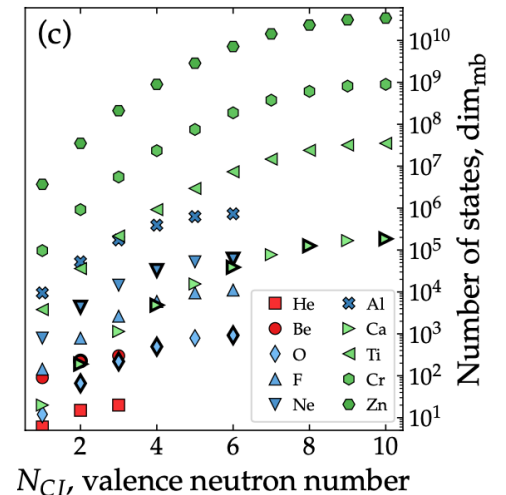 (c)
10^10
10^9
10^8
10^7
10^6
10^5
10^4
10^3
10^2
10^1
Number of states, dim_mb
He
Be
O
F
Ne
Al
Ca
Ti
Cr
Zn
2 4 6 8 10
N_CI, valence neutron number